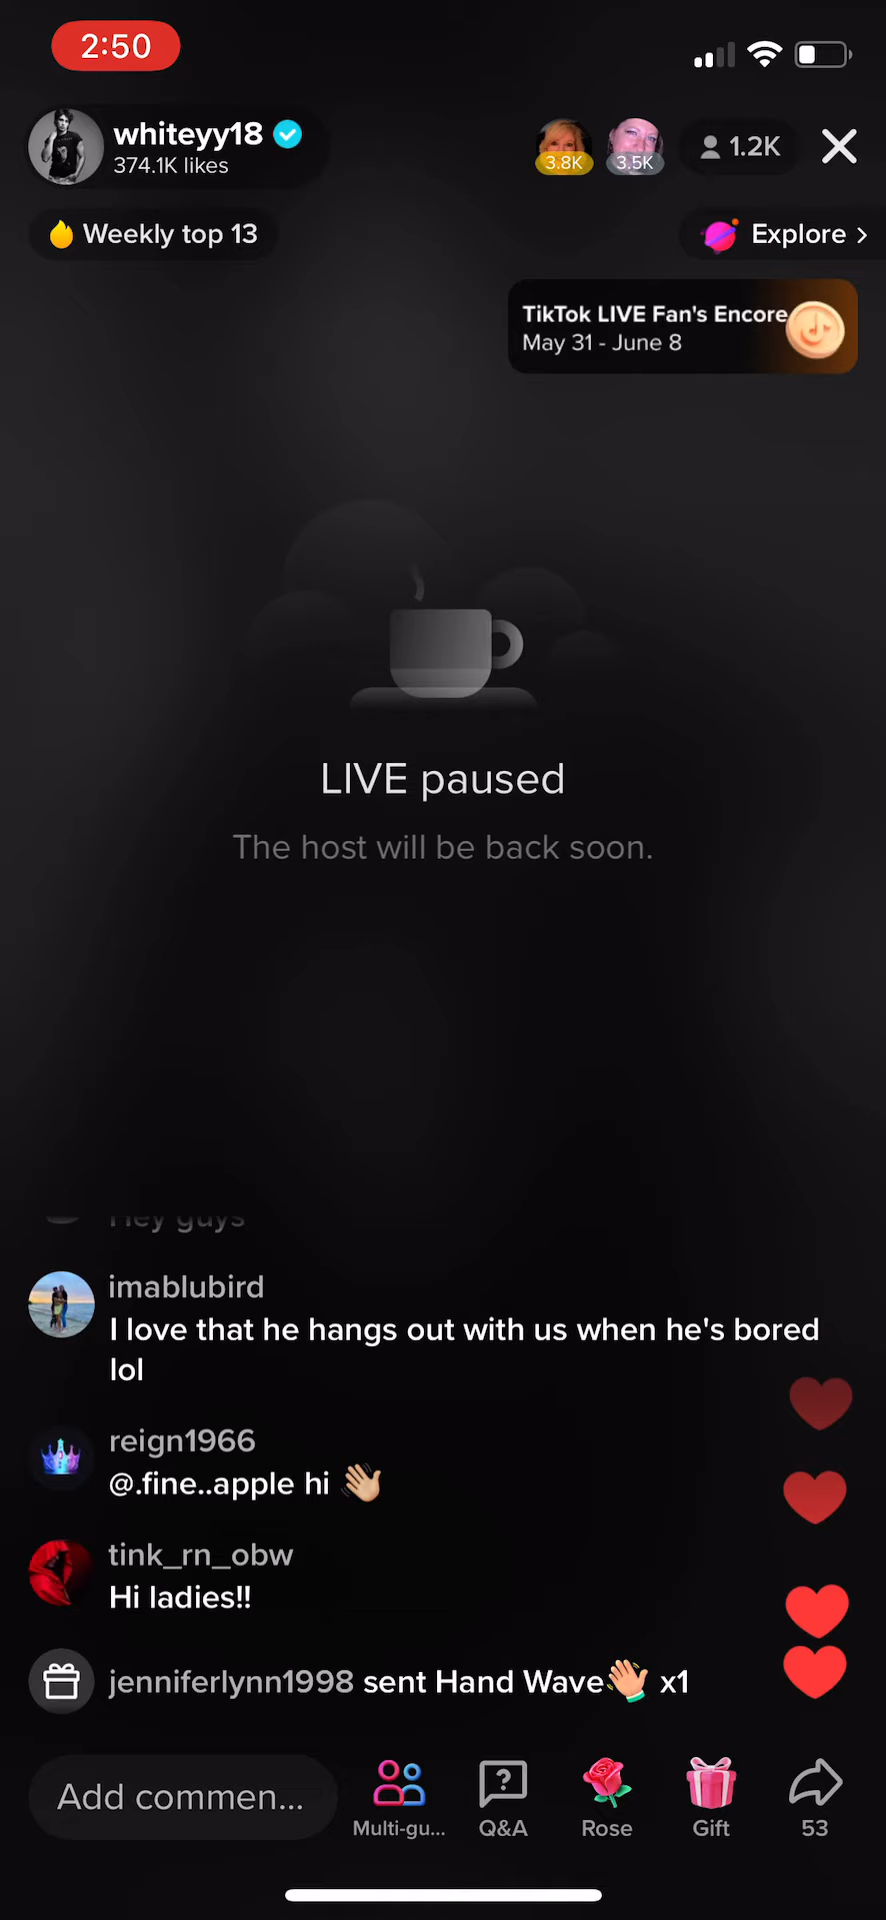 2:50
whiteyy18
374.1K likes
3.8K
3.5K
1.2K
Weekly top 13
Explore >
TikTok LIVE Fan's Encore
May 31 - June 8
LIVE paused
The host will be back soon.
Hey guys
imablubird
I love that he hangs out with us when he's bored
lol
reign1966
@.fine..apple hi 👋🏼
tink_rn_obw
Hi ladies!!
jenniferlynn1998 sent Hand Wave👋 x1
Add commen...
Multi-gu...
Q&A
Rose
Gift
53